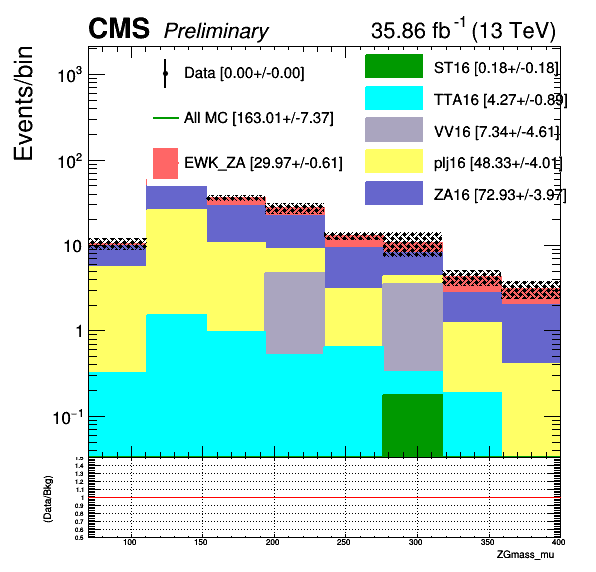 CMS Preliminary 35.86 fb⁻¹ (13 TeV)
Events/bin
Data [0.00+/-0.00]
All MC [163.01+/-7.37]
EWK_ZA [29.97+/-0.61]
ST16 [0.18+/-0.18]
TTA16 [4.27+/-0.89]
VV16 [7.34+/-4.61]
plj16 [48.33+/-4.01]
ZA16 [72.93+/-3.97]
10³
10²
10
1
10⁻¹
(Data/Bkg)
1.5
1.4
1.3
1.2
1.1
1
0.9
0.8
0.7
0.6
0.5
100 150 200 250 300 350 400
ZGmass_mu